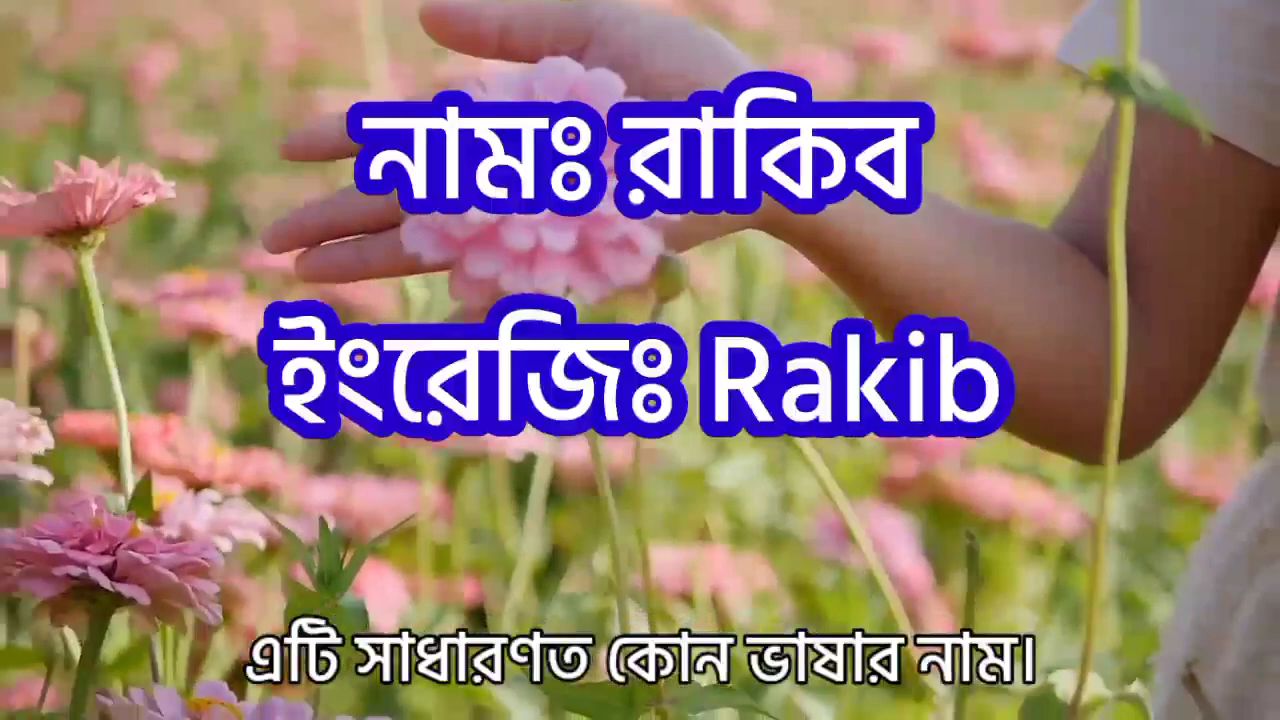 নামঃ রাকিব
ইংরেজিঃ Rakib
এটি সাধারণত কোন ভাষার নাম।